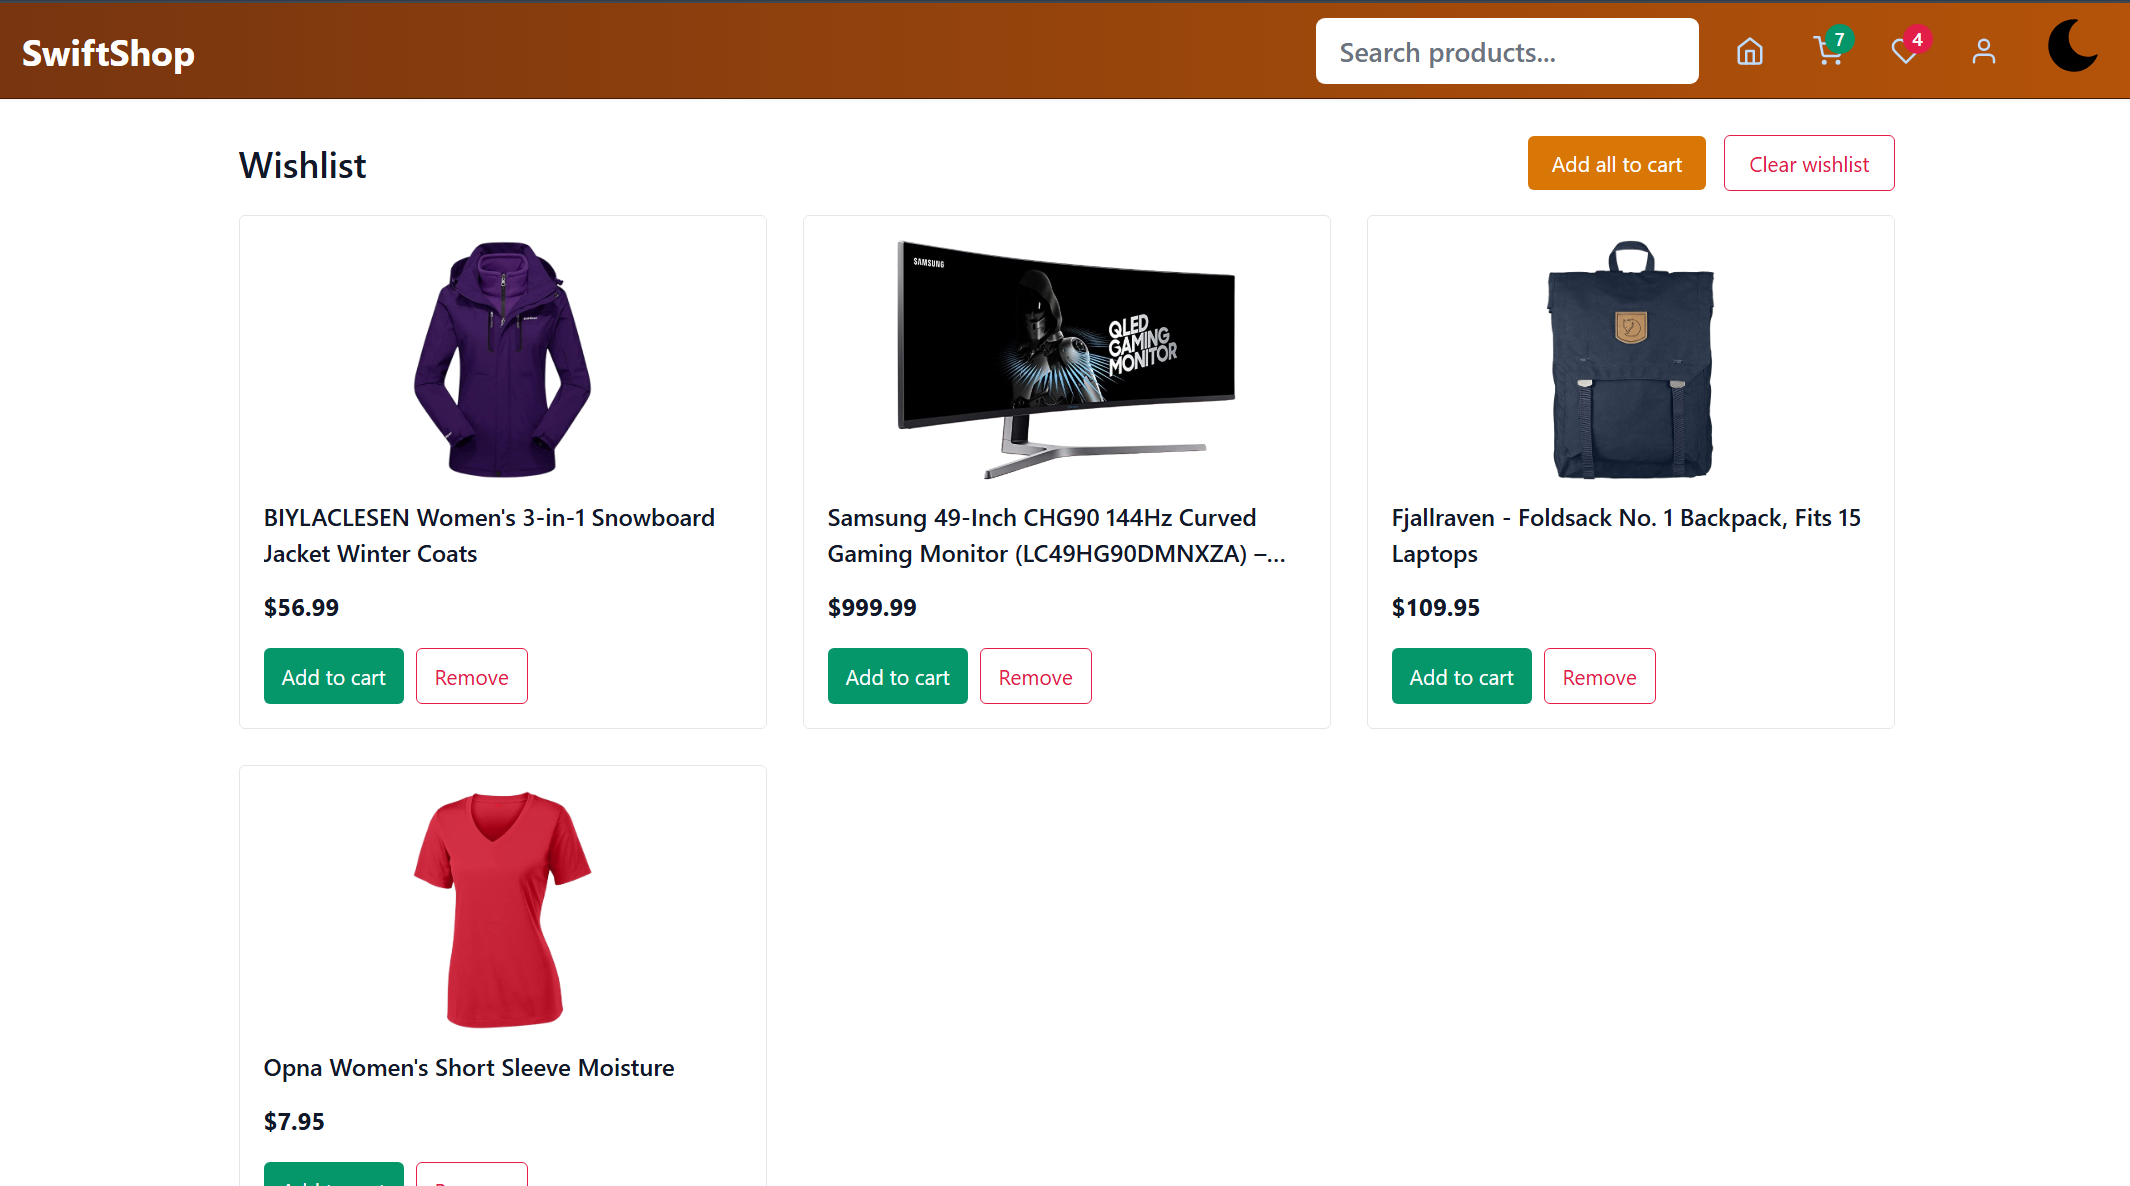 SwiftShop
Search products...
7
4
Wishlist
Add all to cart
Clear wishlist
SAMSUNG
QLED
GAMING
MONITOR
BIYLACLESEN Women's 3-in-1 Snowboard
Jacket Winter Coats
$56.99
Add to cart
Remove
Samsung 49-Inch CHG90 144Hz Curved
Gaming Monitor (LC49HG90DMNXZA) –...
$999.99
Add to cart
Remove
Fjallraven - Foldsack No. 1 Backpack, Fits 15
Laptops
$109.95
Add to cart
Remove
Opna Women's Short Sleeve Moisture
$7.95